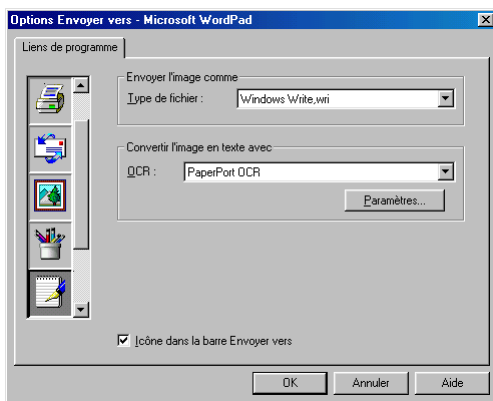 Options Envoyer vers - Microsoft WordPad
Liens de programme
Envoyer l'image comme
Type de fichier :
Windows Write,wri
Convertir l'image en texte avec
OCR :
PaperPort OCR
Paramètres...
Icône dans la barre Envoyer vers
OK
Annuler
Aide